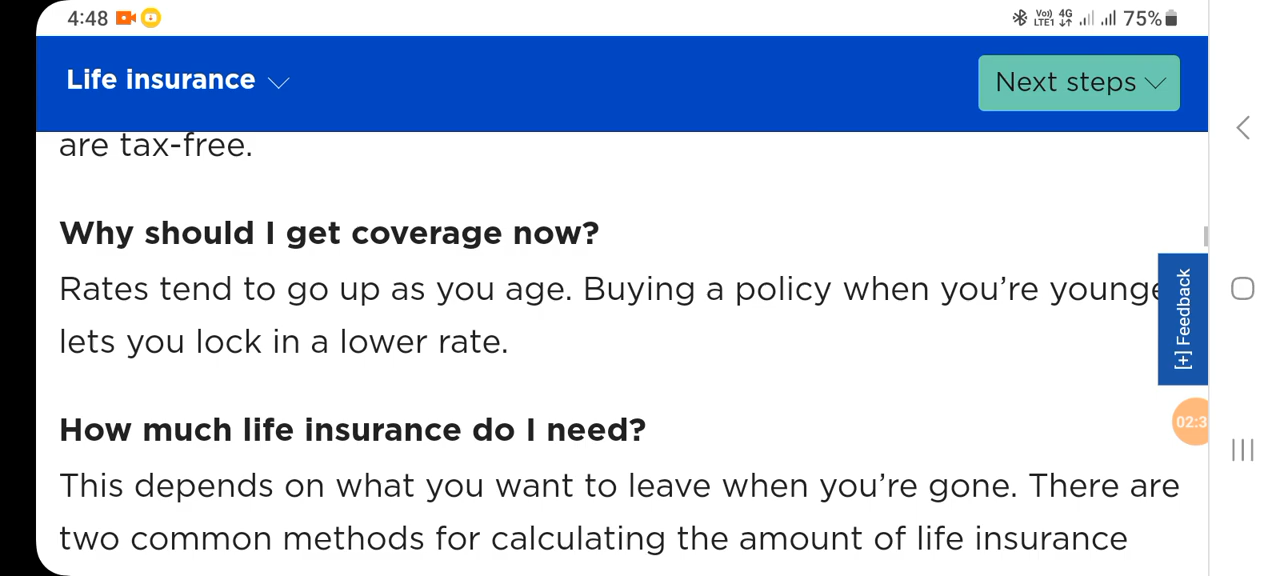 4:48
Vo)) 4G
LTE1 75%
Life insurance
Next steps
are tax-free.
Why should I get coverage now?
Rates tend to go up as you age. Buying a policy when you're
lets you lock in a lower rate.
[+] Feedback
How much life insurance do I need?
This depends on what you want to leave when you're gone. There are
two common methods for calculating the amount of life insurance